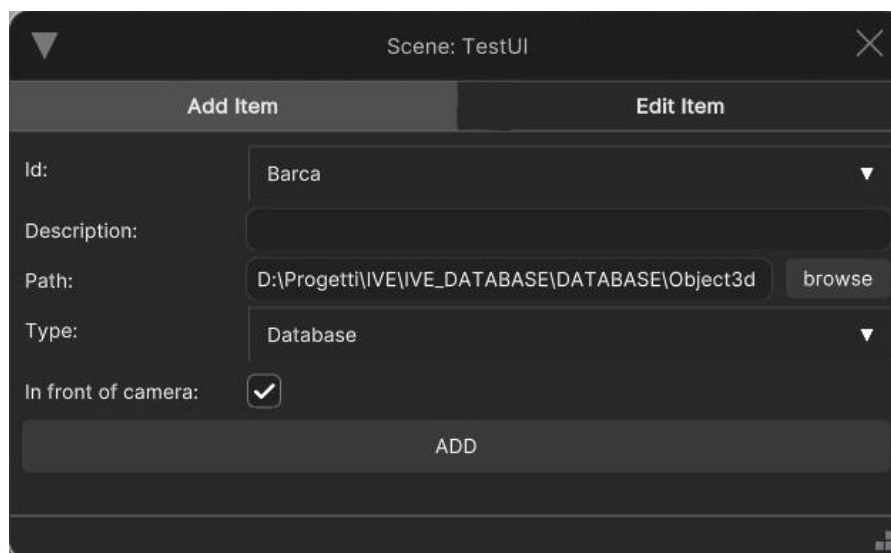 Scene: TestUI
Add Item Edit Item
Id: Barca
Description:
Path: D:\Progetti\IVE\IVE_DATABASE\DATABASE\Object3d browse
Type: Database
In front of camera:
ADD